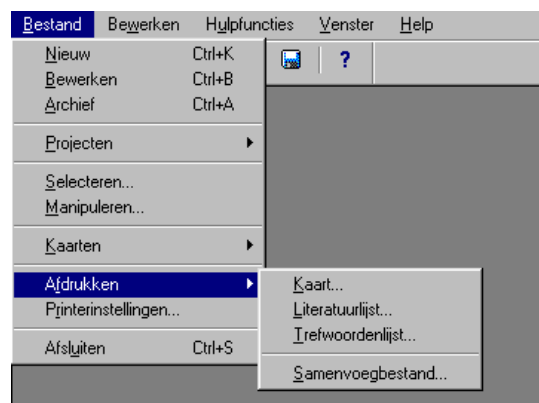 Bestand Bewerken Hulpfuncties Venster Help
Nieuw Ctrl+K
?
Bewerken Ctrl+B
Archief Ctrl+A
Projecten
Selecteren...
Manipuleren...
Kaarten
Afdrukken
Kaart...
Printerinstellingen...
Literatuurlijst...
Trefwoordenlijst...
Afsluiten Ctrl+S
Samenvoegbestand...